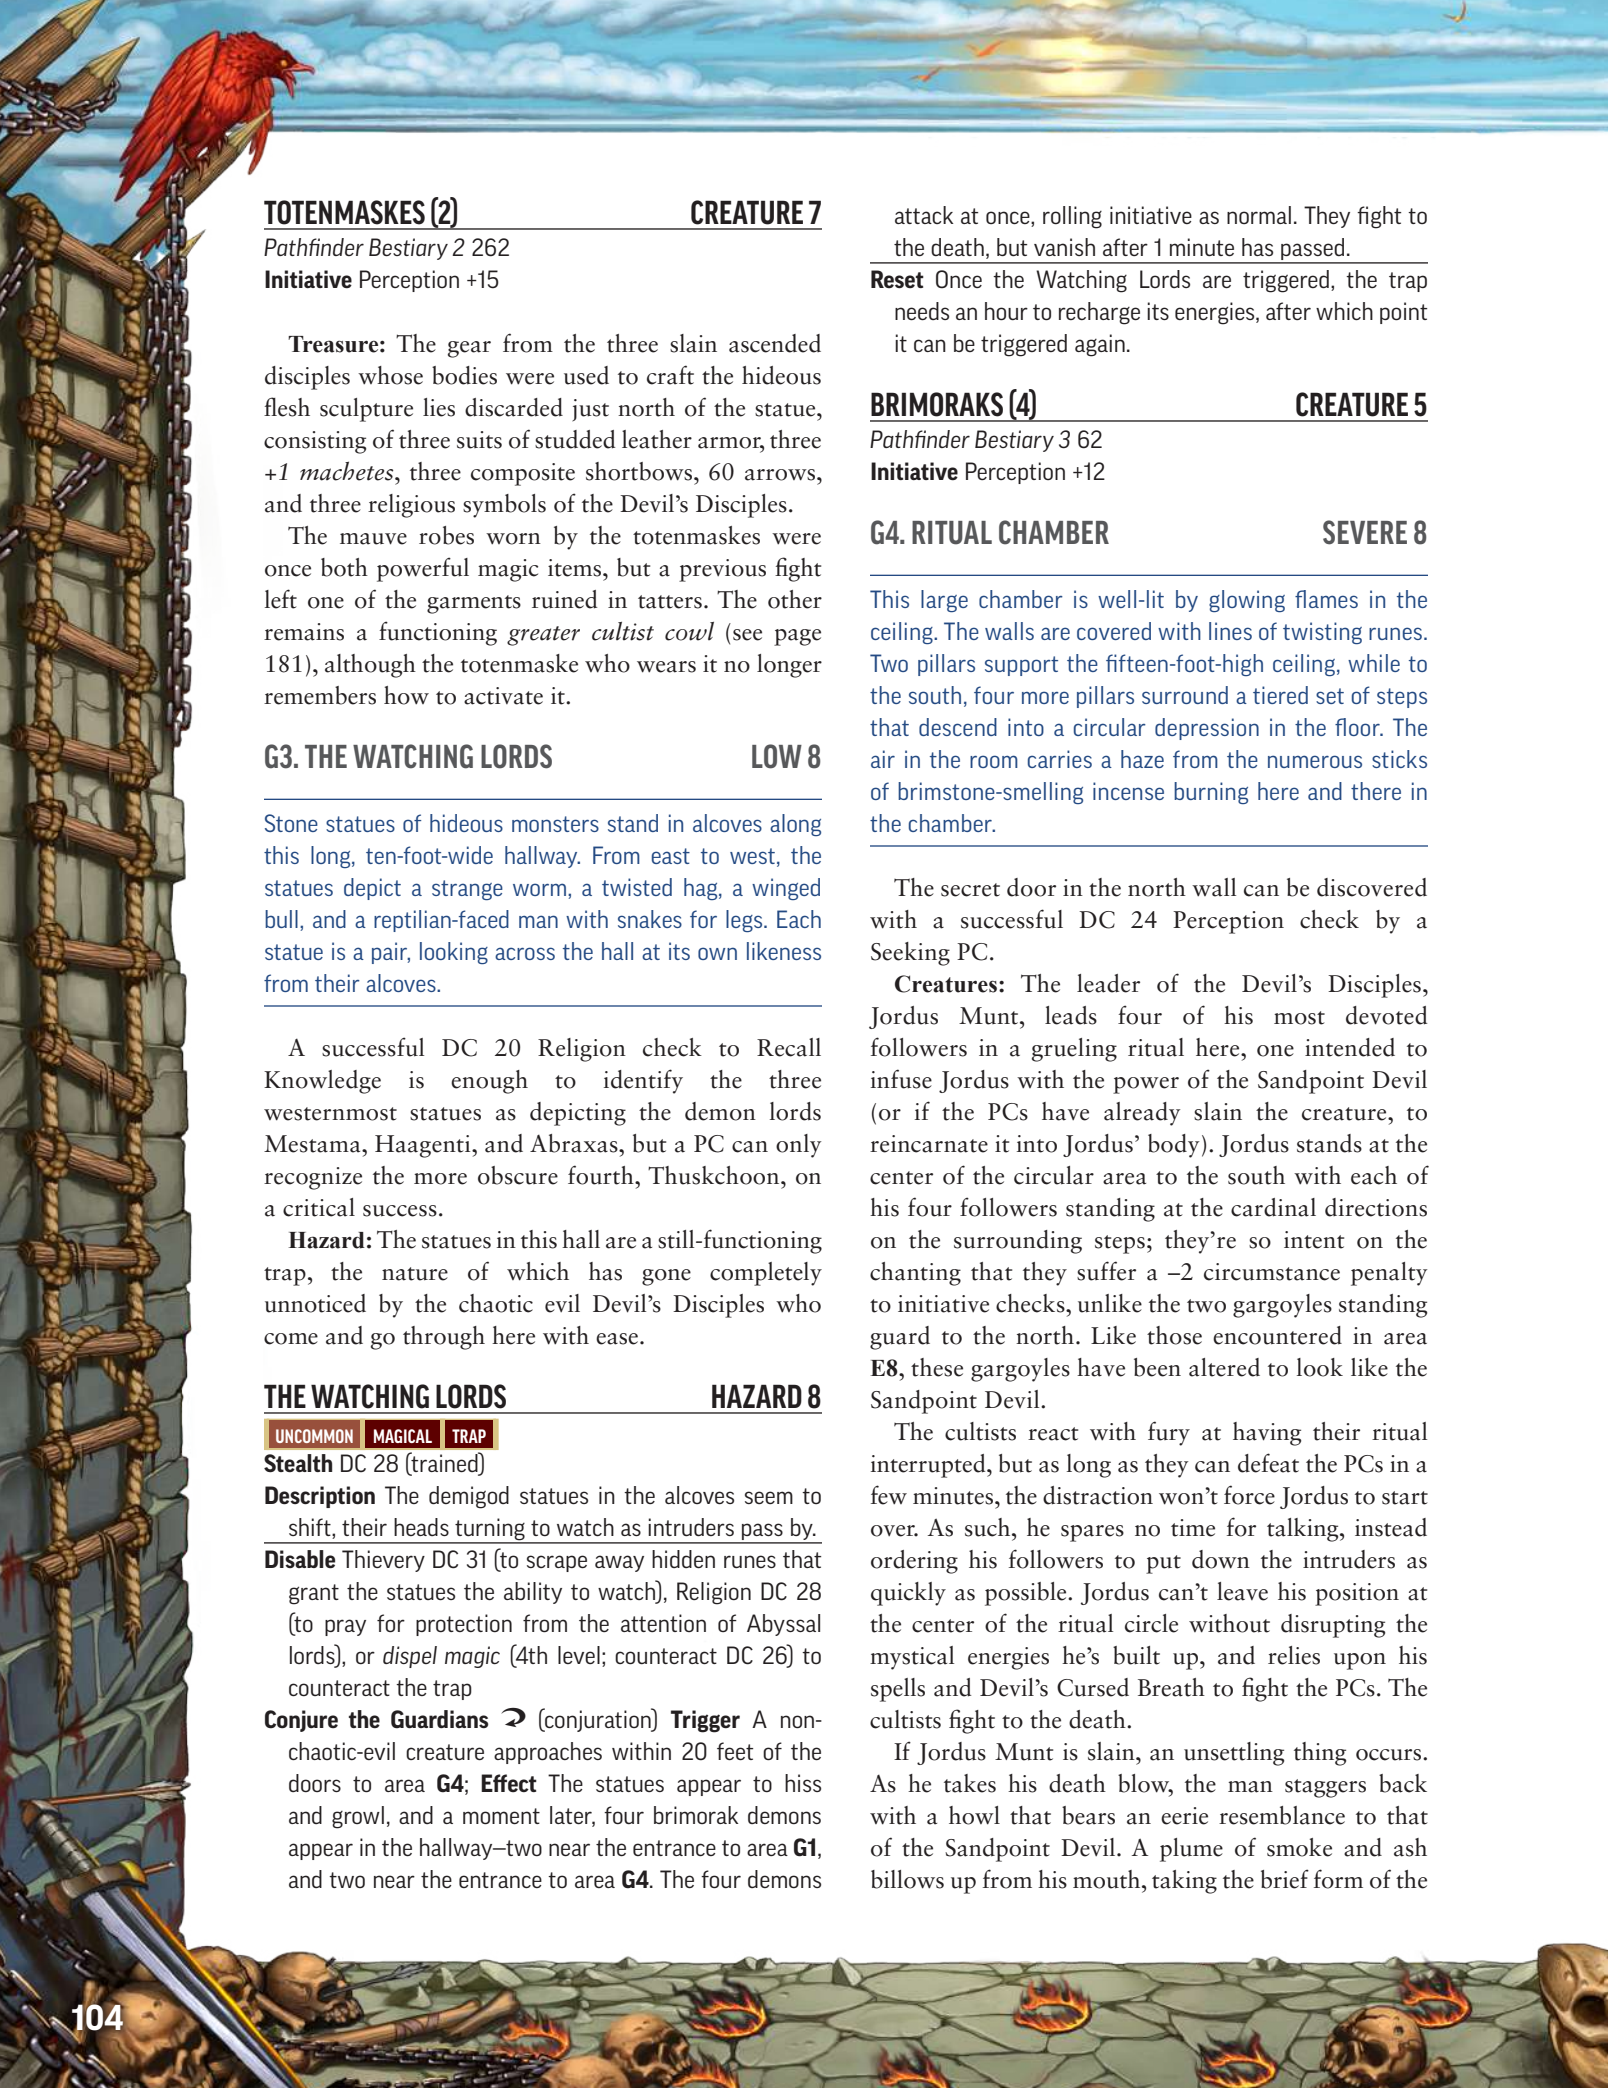 TOTENMASKES (2) CREATURE 7
Pathfinder Bestiary 2 262
Initiative Perception +15
Treasure: The gear from the three slain ascended
disciples whose bodies were used to craft the hideous
flesh sculpture lies discarded just north of the statue,
consisting of three suits of studded leather armor, three
+1 machetes, three composite shortbows, 60 arrows,
and three religious symbols of the Devil's Disciples.
The mauve robes worn by the totenmaskes were
once both powerful magic items, but a previous fight
left one of the garments ruined in tatters. The other
remains a functioning greater cultist cowl (see page
181), although the totenmaske who wears it no longer
remembers how to activate it.
G3. THE WATCHING LORDS LOW 8
Stone statues of hideous monsters stand in alcoves along
this long, ten-foot-wide hallway. From east to west, the
statues depict a strange worm, a twisted hag, a winged
bull, and a reptilian-faced man with snakes for legs. Each
statue is a pair, looking across the hall at its own likeness
from their alcoves.
A successful DC 20 Religion check to Recall
Knowledge is enough to identify the three
westernmost statues as depicting the demon lords
Mestama, Haagenti, and Abraxas, but a PC can only
recognize the more obscure fourth, Thuskchoon, on
a critical success.
Hazard: The statues in this hall are a still-functioning
trap, the nature of which has gone completely
unnoticed by the chaotic evil Devil's Disciples who
come and go through here with ease.
THE WATCHING LORDS HAZARD 8
UNCOMMON MAGICAL TRAP
Stealth DC 28 (trained)
Description The demigod statues in the alcoves seem to
shift, their heads turning to watch as intruders pass by.
Disable Thievery DC 31 (to scrape away hidden runes that
grant the statues the ability to watch), Religion DC 28
(to pray for protection from the attention of Abyssal
lords), or dispel magic (4th level; counteract DC 26) to
counteract the trap
Conjure the Guardians (conjuration) Trigger A non-
chaotic-evil creature approaches within 20 feet of the
doors to area G4; Effect The statues appear to hiss
and growl, and a moment later, four brimorak demons
appear in the hallway—two near the entrance to area G1,
and two near the entrance to area G4. The four demons
attack at once, rolling initiative as normal. They fight to
the death, but vanish after 1 minute has passed.
Reset Once the Watching Lords are triggered, the trap
needs an hour to recharge its energies, after which point
it can be triggered again.
BRIMORAKS (4) CREATURE 5
Pathfinder Bestiary 3 62
Initiative Perception +12
G4. RITUAL CHAMBER SEVERE 8
This large chamber is well-lit by glowing flames in the
ceiling. The walls are covered with lines of twisting runes.
Two pillars support the fifteen-foot-high ceiling, while to
the south, four more pillars surround a tiered set of steps
that descend into a circular depression in the floor. The
air in the room carries a haze from the numerous sticks
of brimstone-smelling incense burning here and there in
the chamber.
The secret door in the north wall can be discovered
with a successful DC 24 Perception check by a
Seeking PC.
Creatures: The leader of the Devil's Disciples,
Jordus Munt, leads four of his most devoted
followers in a grueling ritual here, one intended to
infuse Jordus with the power of the Sandpoint Devil
(or if the PCs have already slain the creature, to
reincarnate it into Jordus' body). Jordus stands at the
center of the circular area to the south with each of
his four followers standing at the cardinal directions
on the surrounding steps; they're so intent on the
chanting that they suffer a –2 circumstance penalty
to initiative checks, unlike the two gargoyles standing
guard to the north. Like those encountered in area
E8, these gargoyles have been altered to look like the
Sandpoint Devil.
The cultists react with fury at having their ritual
interrupted, but as long as they can defeat the PCs in a
few minutes, the distraction won't force Jordus to start
over. As such, he spares no time for talking, instead
ordering his followers to put down the intruders as
quickly as possible. Jordus can't leave his position at
the center of the ritual circle without disrupting the
mystical energies he's built up, and relies upon his
spells and Devil's Cursed Breath to fight the PCs. The
cultists fight to the death.
If Jordus Munt is slain, an unsettling thing occurs.
As he takes his death blow, the man staggers back
with a howl that bears an eerie resemblance to that
of the Sandpoint Devil. A plume of smoke and ash
billows up from his mouth, taking the brief form of the
104